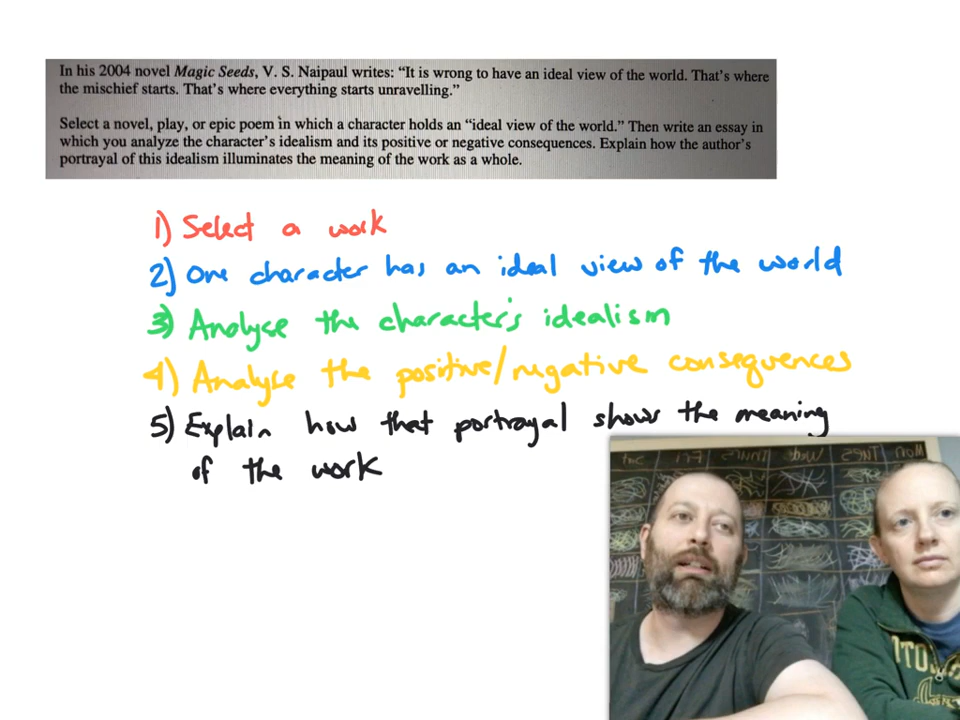 In his 2004 novel Magic Seeds, V. S. Naipaul writes: “It is wrong to have an ideal view of the world. That’s where
the mischief starts. That’s where everything starts unravelling.”
Select a novel, play, or epic poem in which a character holds an “ideal view of the world.” Then write an essay in
which you analyze the character’s idealism and its positive or negative consequences. Explain how the author’s
portrayal of this idealism illuminates the meaning of the work as a whole.
1) Select a work
2) One character has an ideal view of the world
3) Analyse the character's idealism
4) Analyse the positive/negative consequences
5) Explain how that portrayal shows the meaning
of the work